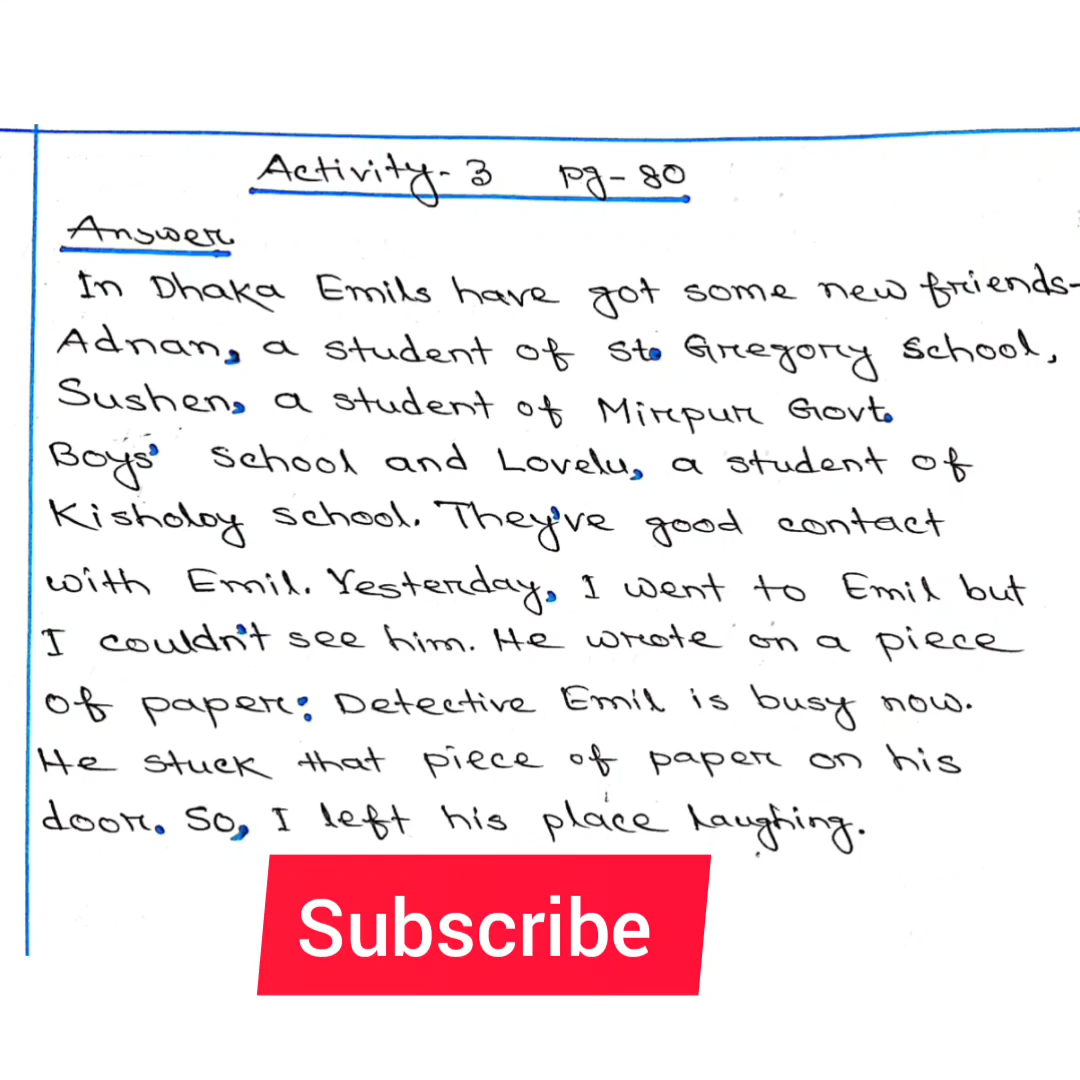 Activity-3 pg-80
Answer
In Dhaka Emils have got some new friends-
Adnan, a student of St. Gregory School,
Sushen, a student of Mirpur Govt.
Boys' School and Lovelu, a student of
Kisholoy school. They've good contact
with Emil. Yesterday, I went to Emil but
I couldn't see him. He wrote on a piece
of paper: Detective Emil is busy now.
He stuck that piece of paper on his
door. So, I left his place laughing.
Subscribe